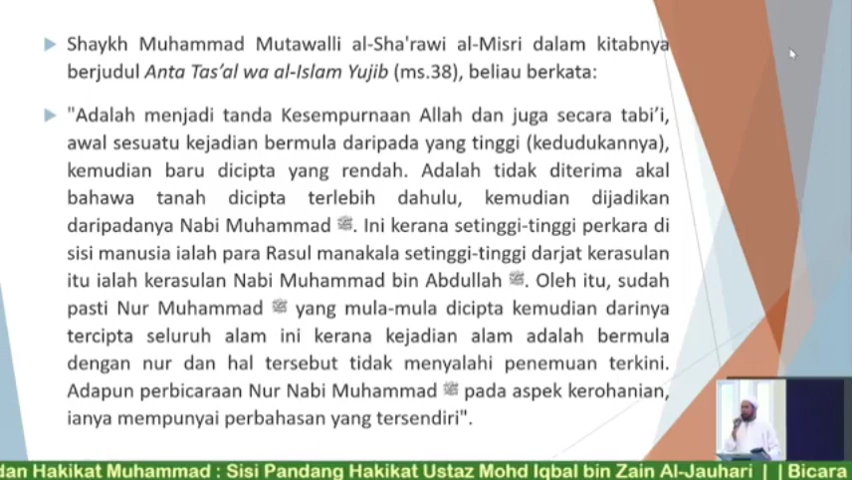 Shaykh Muhammad Mutawalli al-Sha'rawi al-Misri dalam kitabnya
berjudul Anta Tas’al wa al-Islam Yujib (ms.38), beliau berkata:
"Adalah menjadi tanda Kesempurnaan Allah dan juga secara tabi’i,
awal sesuatu kejadian bermula daripada yang tinggi (kedudukannya),
kemudian baru dicipta yang rendah. Adalah tidak diterima akal
bahawa tanah dicipta terlebih dahulu, kemudian dijadikan
daripadanya Nabi Muhammad ﷺ. Ini kerana setinggi-tinggi perkara di
sisi manusia ialah para Rasul manakala setinggi-tinggi darjat kerasulan
itu ialah kerasulan Nabi Muhammad bin Abdullah ﷺ. Oleh itu, sudah
pasti Nur Muhammad ﷺ yang mula-mula dicipta kemudian darinya
tercipta seluruh alam ini kerana kejadian alam adalah bermula
dengan nur dan hal tersebut tidak menyalahi penemuan terkini.
Adapun perbicaraan Nur Nabi Muhammad ﷺ pada aspek kerohanian,
ianya mempunyai perbahasan yang tersendiri".
dan Hakikat Muhammad : Sisi Pandang Hakikat Ustaz Mohd Iqbal bin Zain Al-Jauhari | | Bicara